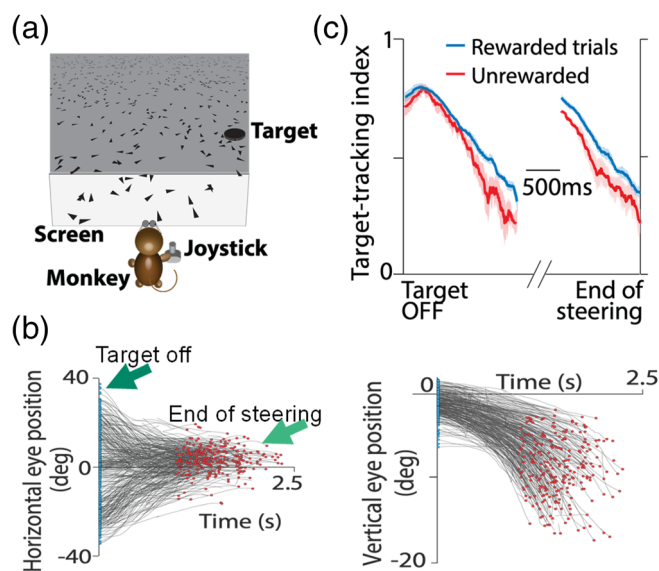 (a)
Target
Screen
Joystick
Monkey
(c)
1
Rewarded trials
Unrewarded
Target-tracking index
500ms
0
Target
OFF
End of
steering
(b)
Target off
40
End of steering
Horizontal eye position
(deg)
0
2.5
Time (s)
-40
0
Time (s)
2.5
Vertical eye position
(deg)
-20